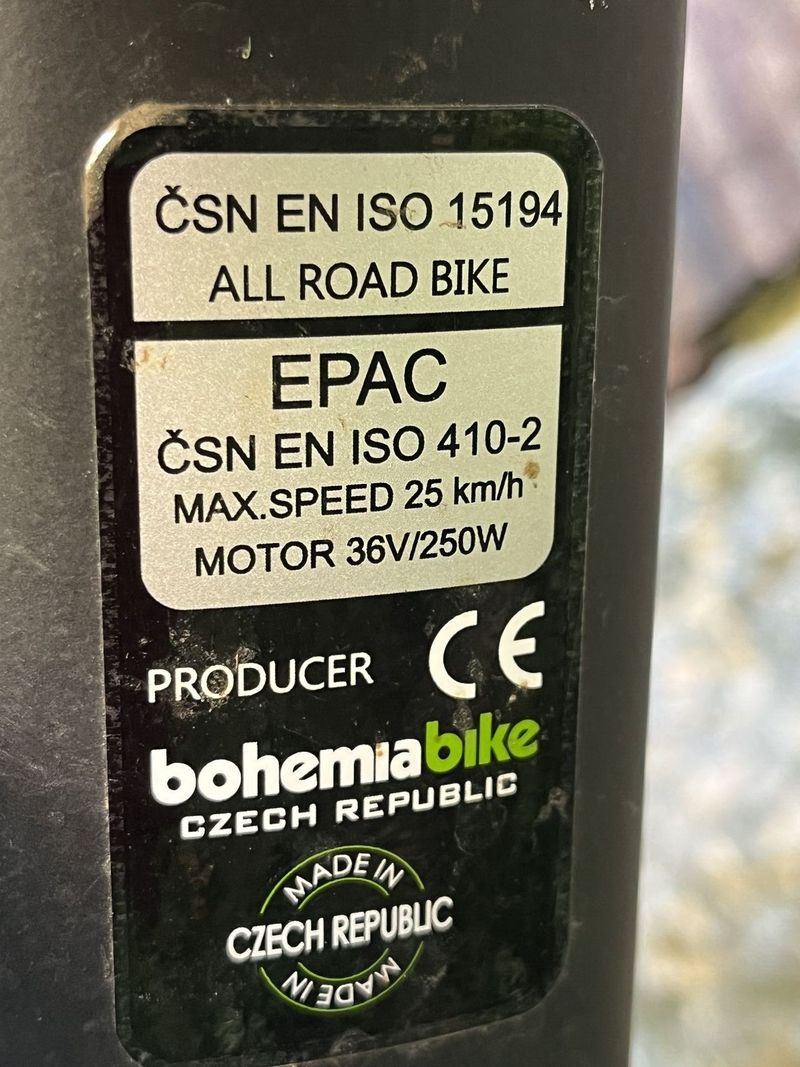 ČSN EN ISO 15194
ALL ROAD BIKE
EPAC
ČSN EN ISO 410-2
MAX.SPEED 25 km/h
MOTOR 36V/250W
PRODUCER CE
bohemiabike
CZECH REPUBLIC
MADE IN
CZECH REPUBLIC
MADE IN